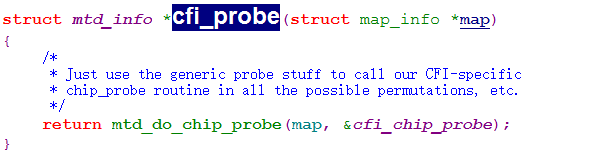 struct mtd_info *cfi_probe(struct map_info *map)
{
    /*
     * Just use the generic probe stuff to call our CFI-specific
     * chip_probe routine in all the possible permutations, etc.
     */
    return mtd_do_chip_probe(map, &cfi_chip_probe);
}